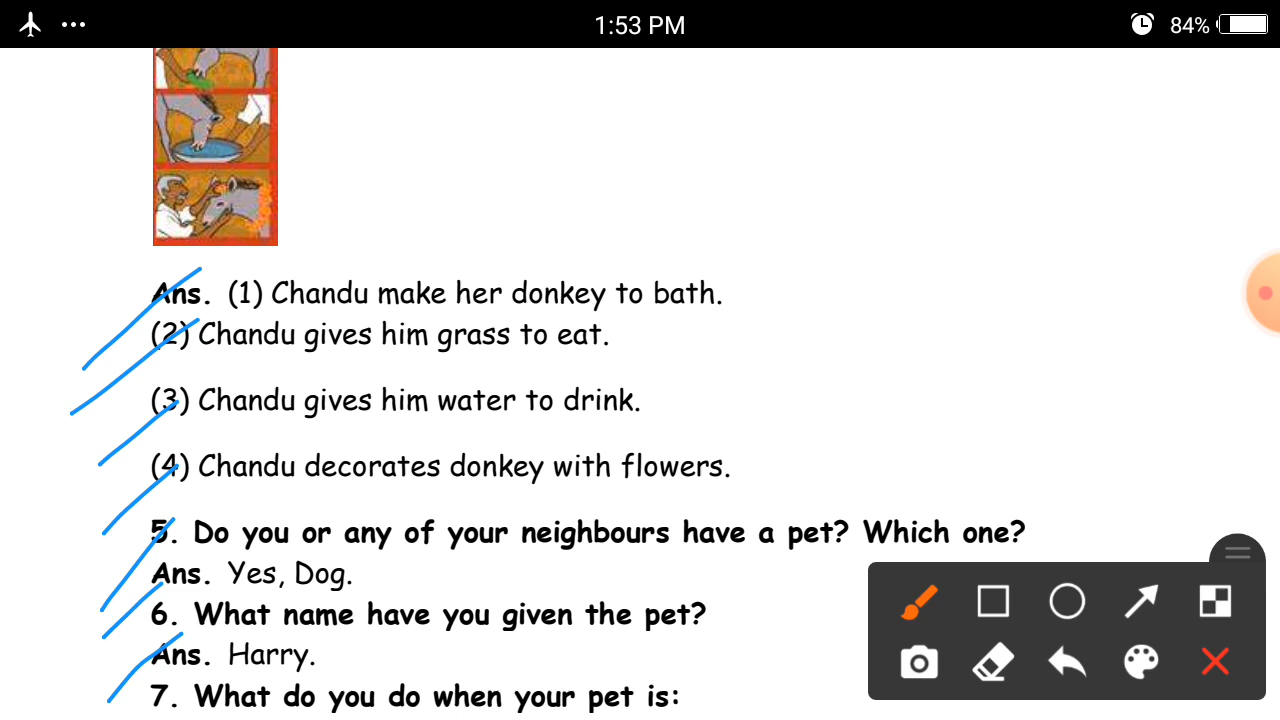 1:53 PM
84%
Ans. (1) Chandu make her donkey to bath.
(2) Chandu gives him grass to eat.
(3) Chandu gives him water to drink.
(4) Chandu decorates donkey with flowers.
5. Do you or any of your neighbours have a pet? Which one?
Ans. Yes, Dog.
6. What name have you given the pet?
Ans. Harry.
7. What do you do when your pet is: